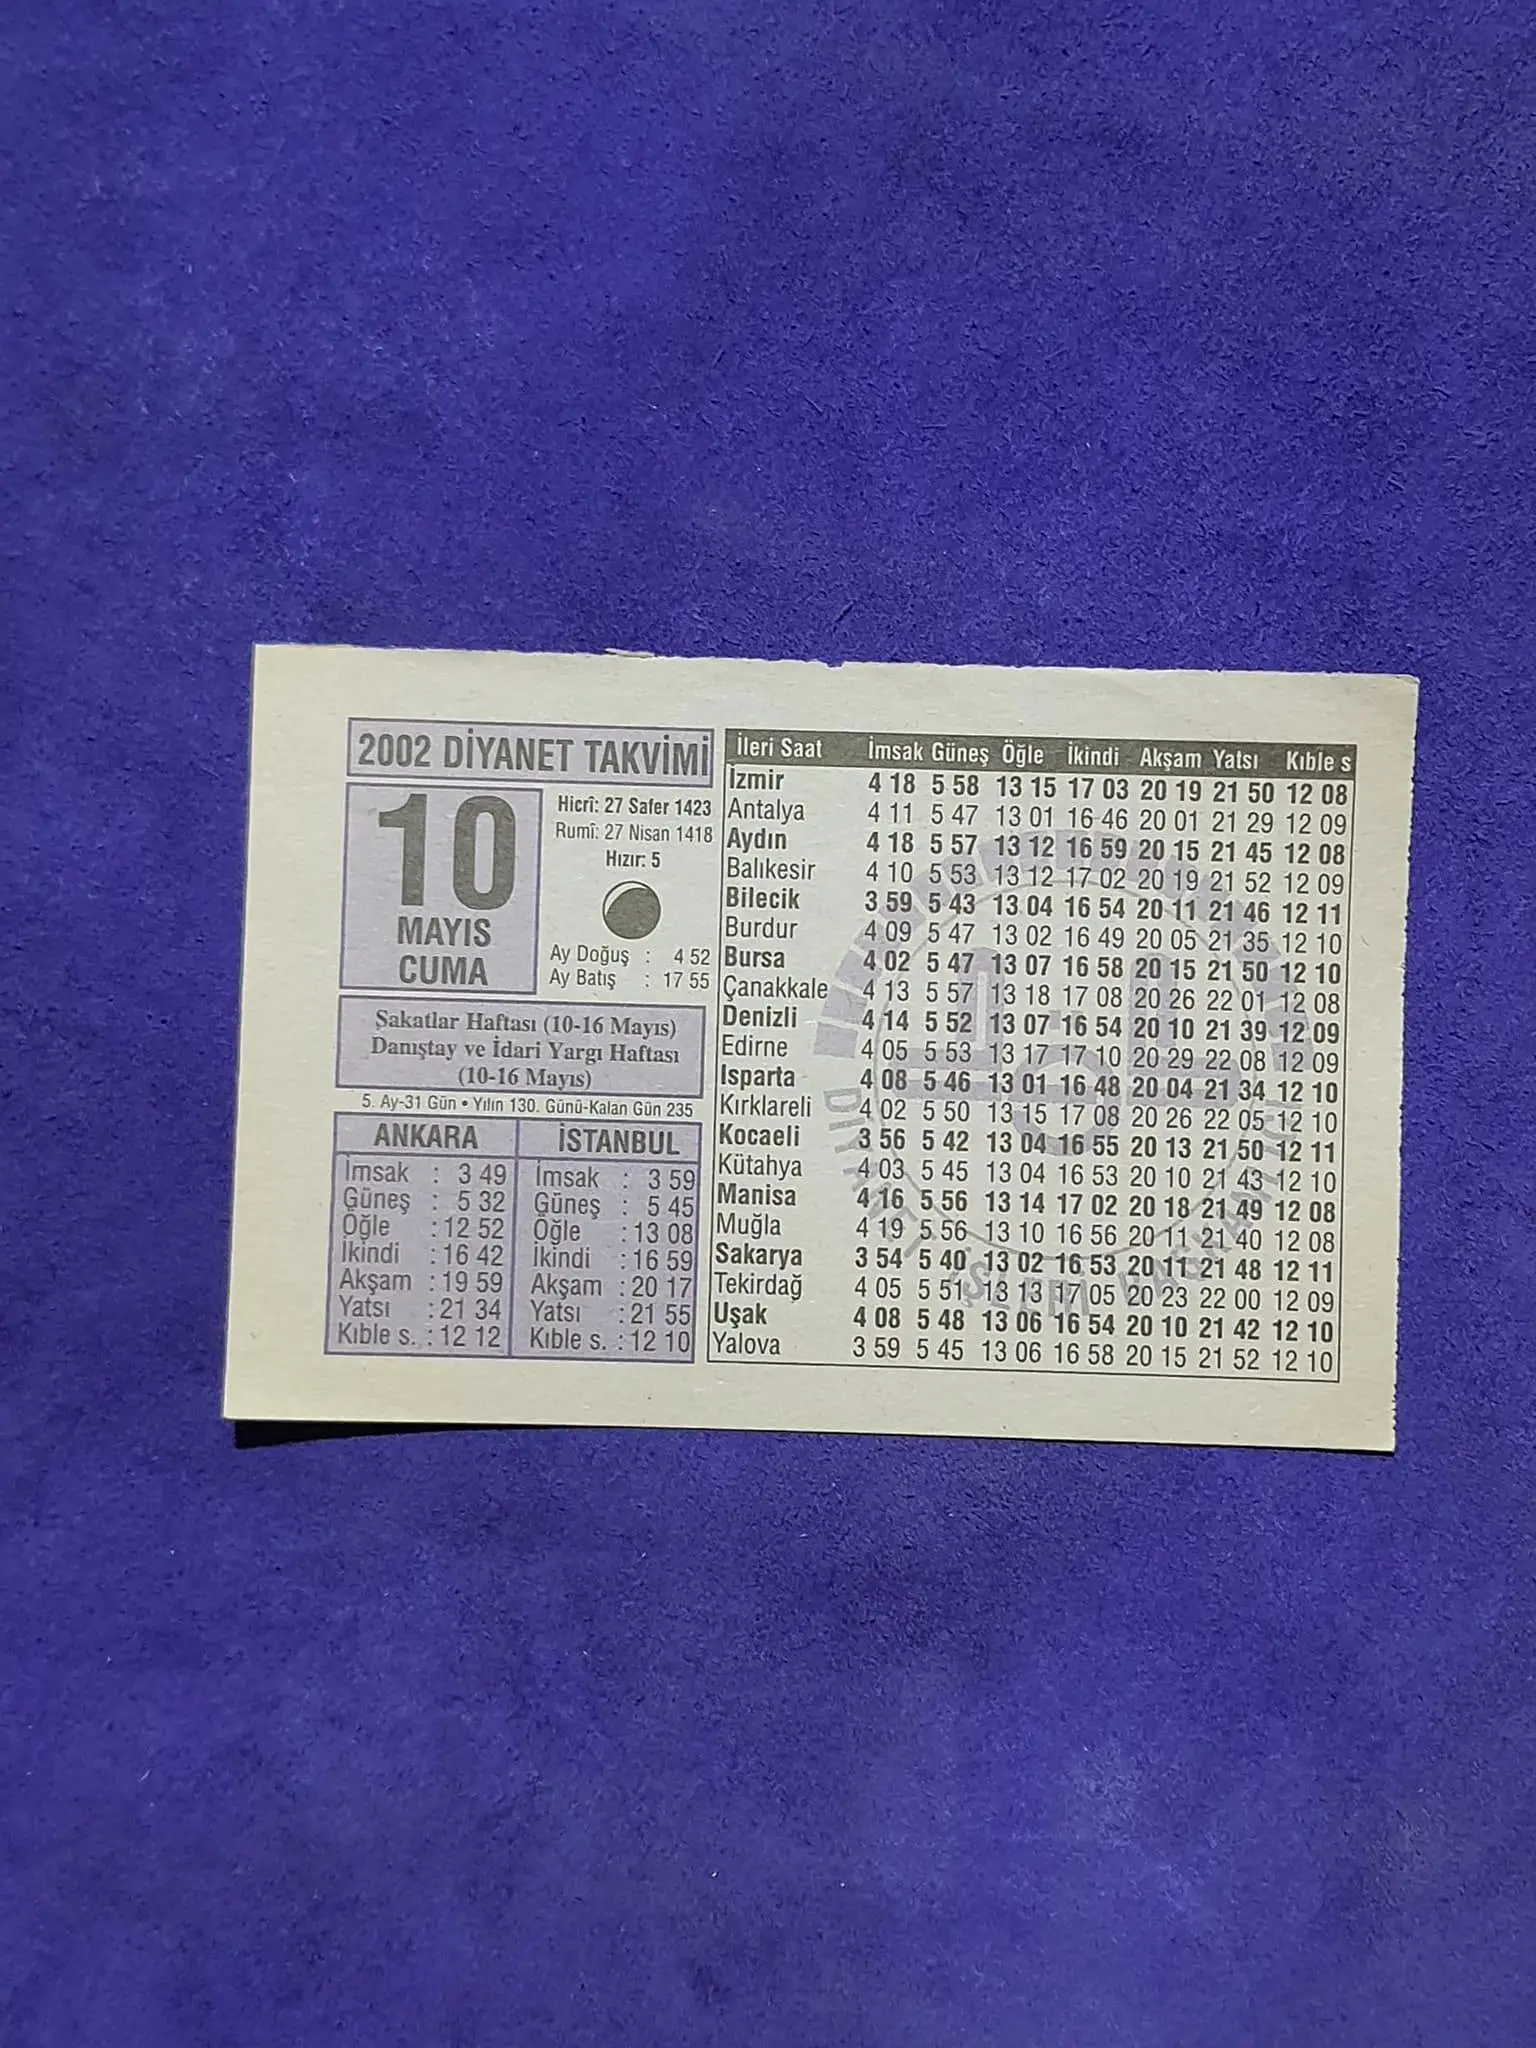 2002 DİYANET TAKVİMİ
10
MAYIS
CUMA
Hicrî: 27 Safer 1423
Rumî: 27 Nisan 1418
Hızır: 5
Ay Doğuş : 4 52
Ay Batış : 17 55
Sakatlar Haftası (10-16 Mayıs)
Danıştay ve İdari Yargı Haftası
(10-16 Mayıs)
5. Ay-31 Gün • Yılın 130. Günü-Kalan Gün 235
ANKARA
İmsak : 3 49
Güneş : 5 32
Öğle : 12 52
İkindi : 16 42
Akşam : 19 59
Yatsı : 21 34
Kıble s. : 12 12
İSTANBUL
İmsak : 3 59
Güneş : 5 45
Öğle : 13 08
İkindi : 16 59
Akşam : 20 17
Yatsı : 21 55
Kıble s. : 12 10
İleri Saat İmsak Güneş Öğle İkindi Akşam Yatsı Kıble s
İzmir 4 18 5 58 13 15 17 03 20 19 21 50 12 08
Antalya 4 11 5 47 13 01 16 46 20 01 21 29 12 09
Aydın 4 18 5 57 13 12 16 59 20 15 21 45 12 08
Balıkesir 4 10 5 53 13 12 17 02 20 19 21 52 12 09
Bilecik 3 59 5 43 13 04 16 54 20 11 21 46 12 11
Burdur 4 09 5 47 13 02 16 49 20 05 21 35 12 10
Bursa 4 02 5 47 13 07 16 58 20 15 21 50 12 10
Çanakkale 4 13 5 57 13 18 17 08 20 26 22 01 12 08
Denizli 4 14 5 52 13 07 16 54 20 10 21 39 12 09
Edirne 4 05 5 53 13 17 17 10 20 29 22 08 12 09
Isparta 4 08 5 46 13 01 16 48 20 04 21 34 12 10
Kırklareli 4 02 5 50 13 15 17 08 20 26 22 05 12 10
Kocaeli 3 56 5 42 13 04 16 55 20 13 21 50 12 11
Kütahya 4 03 5 45 13 04 16 53 20 10 21 43 12 10
Manisa 4 16 5 56 13 14 17 02 20 18 21 49 12 08
Muğla 4 19 5 56 13 10 16 56 20 11 21 40 12 08
Sakarya 3 54 5 40 13 02 16 53 20 11 21 48 12 11
Tekirdağ 4 05 5 51 13 13 17 05 20 23 22 00 12 09
Uşak 4 08 5 48 13 06 16 54 20 10 21 42 12 10
Yalova 3 59 5 45 13 06 16 58 20 15 21 52 12 10
DİYANET İŞLERİ BAŞKANLIĞI